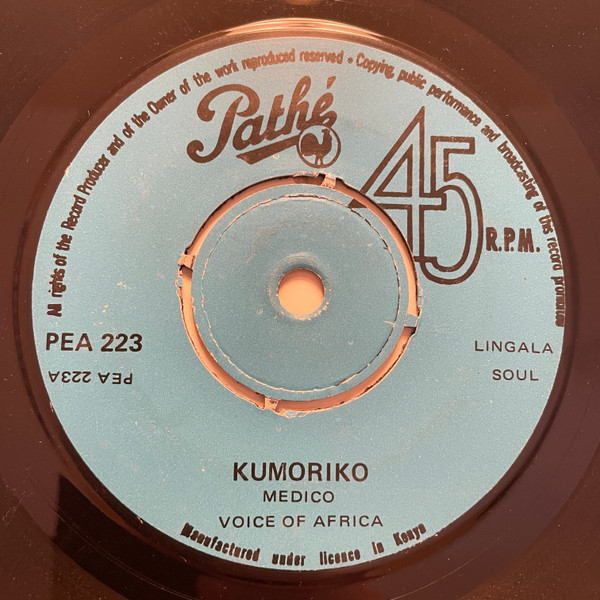 All rights of the Record Producer and of the Owner of the work reproduced reserved • Copying, public performance and broadcasting of this record prohibited
Pathé
45
R.P.M.
PEA 223
PEA 223A
LINGALA
SOUL
KUMORIKO
MEDICO
VOICE OF AFRICA
Manufactured under licence in Kenya